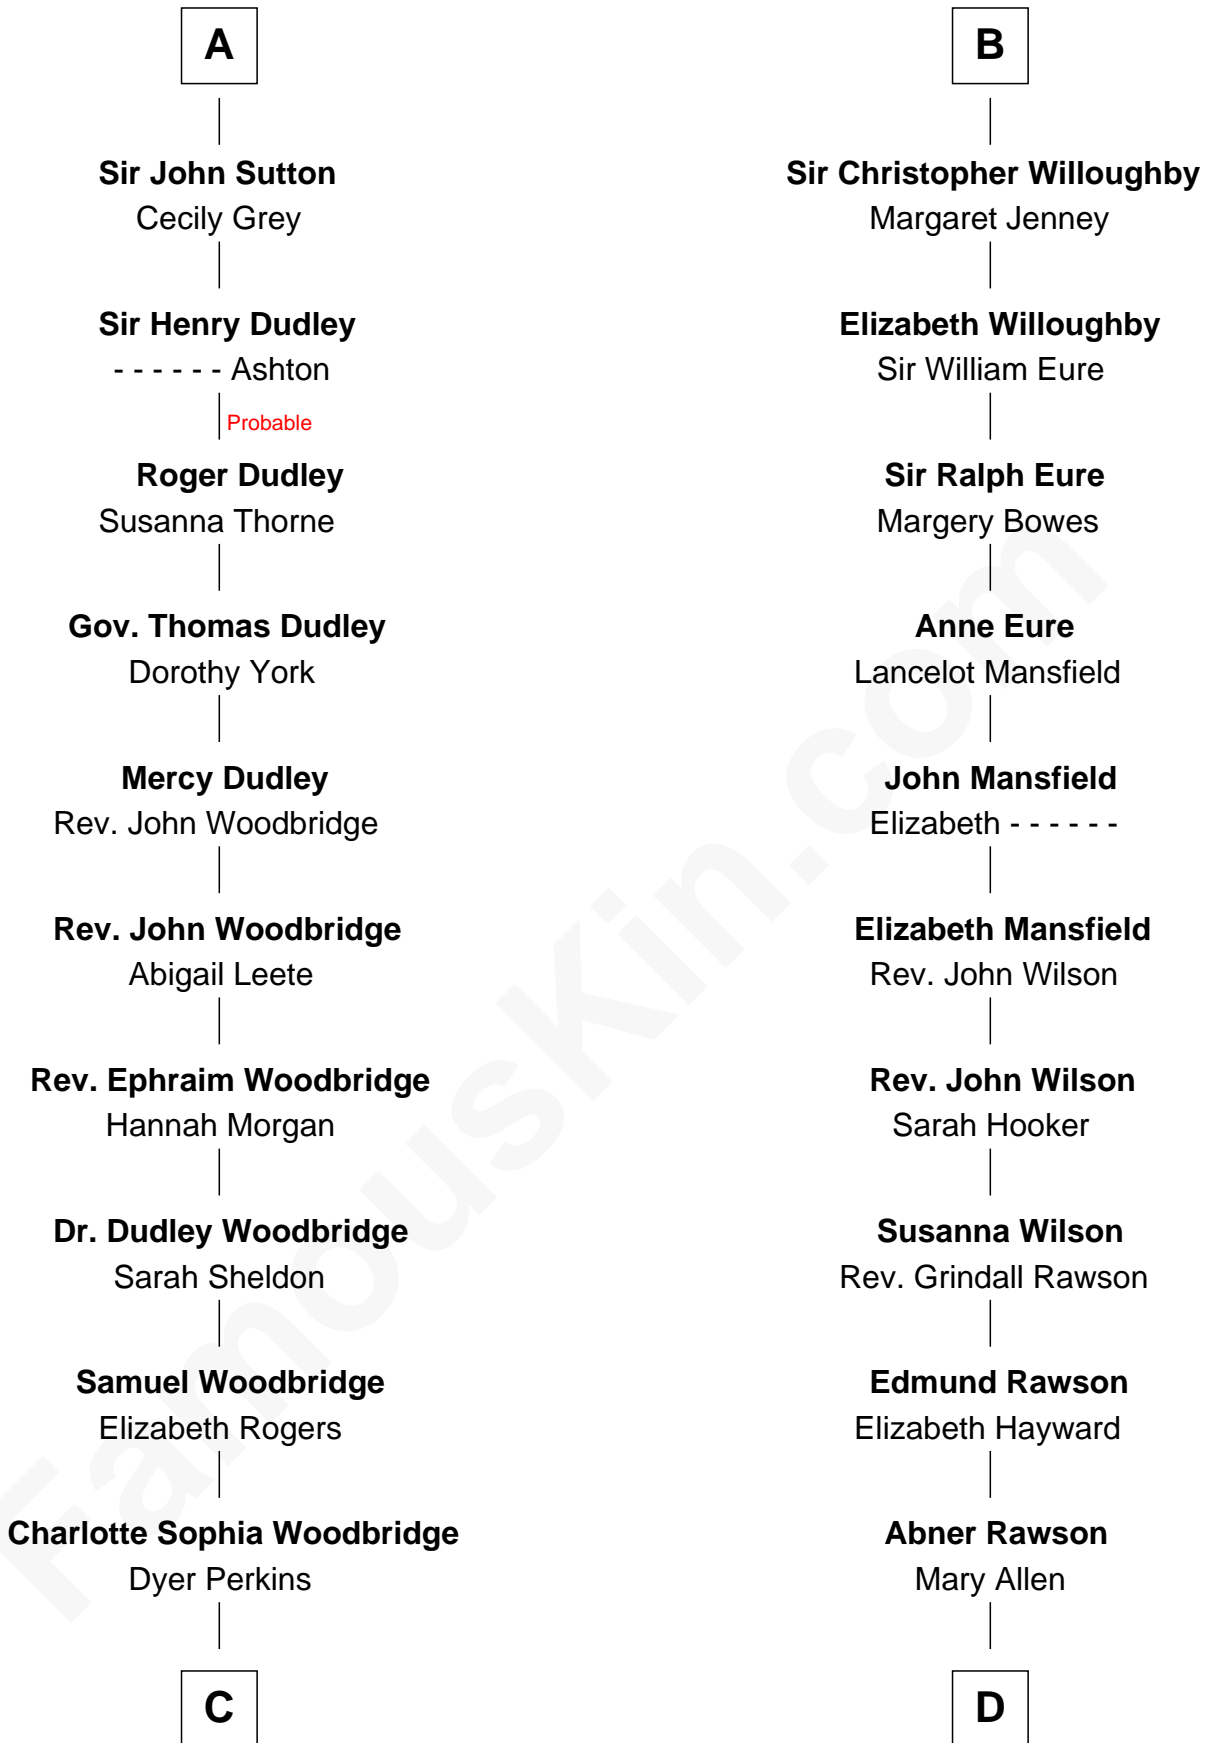 A
Sir John Sutton
Cecily Grey
Sir Henry Dudley
- - - - - - Ashton
Probable
Roger Dudley
Susanna Thorne
Gov. Thomas Dudley
Dorothy York
Mercy Dudley
Rev. John Woodbridge
Rev. John Woodbridge
Abigail Leete
Rev. Ephraim Woodbridge
Hannah Morgan
Dr. Dudley Woodbridge
Sarah Sheldon
Samuel Woodbridge
Elizabeth Rogers
Charlotte Sophia Woodbridge
Dyer Perkins
C
B
Sir Christopher Willoughby
Margaret Jenney
Elizabeth Willoughby
Sir William Eure
Sir Ralph Eure
Margery Bowes
Anne Eure
Lancelot Mansfield
John Mansfield
Elizabeth - - - - - -
Elizabeth Mansfield
Rev. John Wilson
Rev. John Wilson
Sarah Hooker
Susanna Wilson
Rev. Grindall Rawson
Edmund Rawson
Elizabeth Hayward
Abner Rawson
Mary Allen
D
FamousKin.com